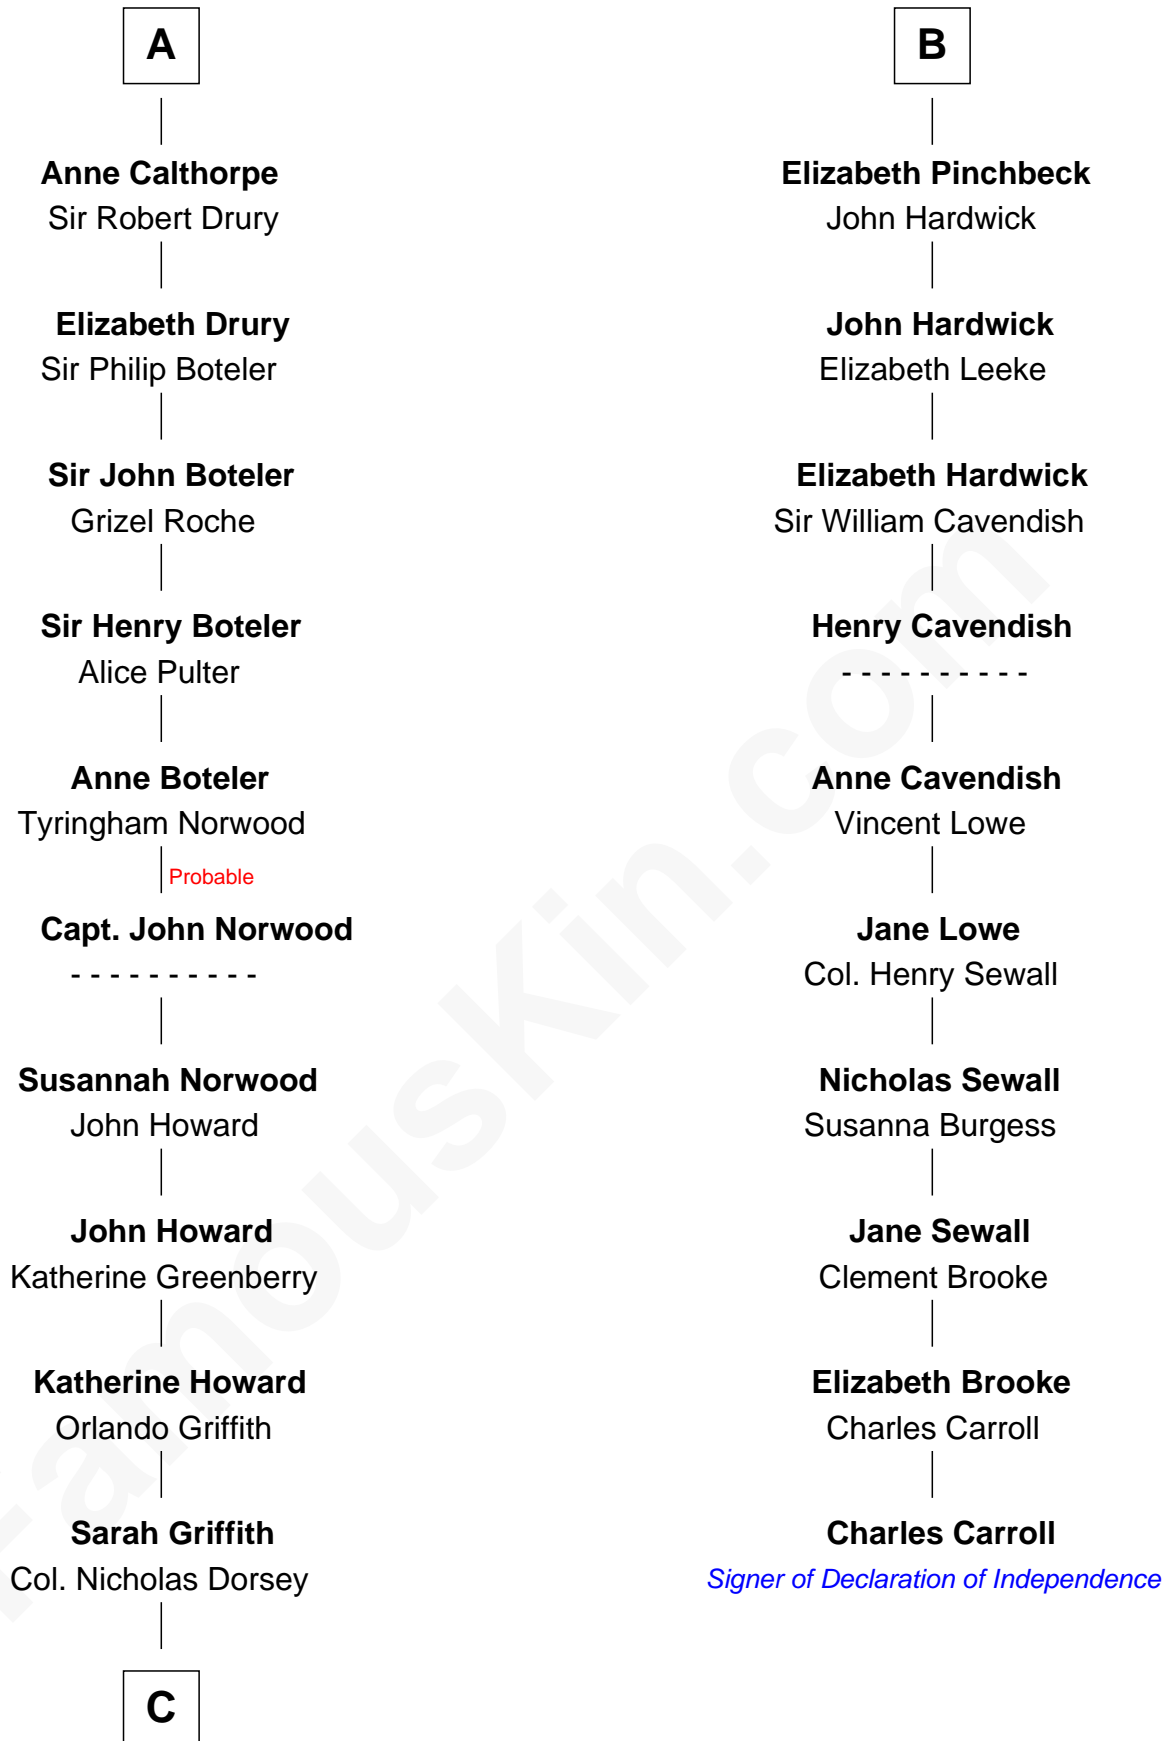 A
Anne Calthorpe
Sir Robert Drury
Elizabeth Drury
Sir Philip Boteler
Sir John Boteler
Grizel Roche
Sir Henry Boteler
Alice Pulter
Anne Boteler
Tyringham Norwood
Probable
Capt. John Norwood
- - - - - - - - - -
Susannah Norwood
John Howard
John Howard
Katherine Greenberry
Katherine Howard
Orlando Griffith
Sarah Griffith
Col. Nicholas Dorsey
C
B
Elizabeth Pinchbeck
John Hardwick
John Hardwick
Elizabeth Leeke
Elizabeth Hardwick
Sir William Cavendish
Henry Cavendish
- - - - - - - - - -
Anne Cavendish
Vincent Lowe
Jane Lowe
Col. Henry Sewall
Nicholas Sewall
Susanna Burgess
Jane Sewall
Clement Brooke
Elizabeth Brooke
Charles Carroll
Charles Carroll
Signer of Declaration of Independence
FamousKin.com